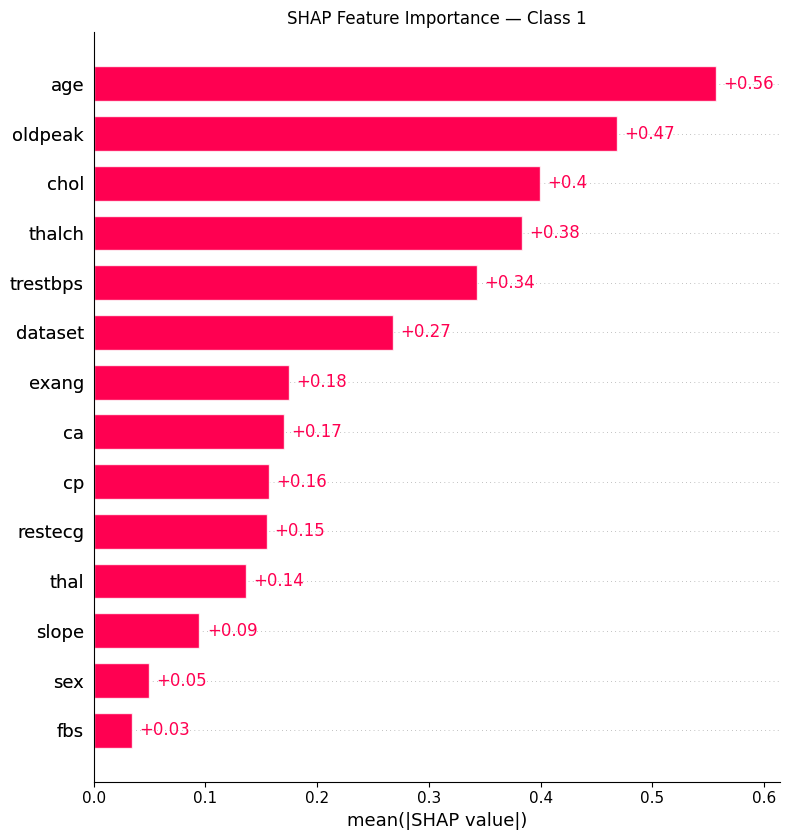 SHAP Feature Importance — Class 1
age +0.56
oldpeak +0.47
chol +0.4
thalch +0.38
trestbps +0.34
dataset +0.27
exang +0.18
ca +0.17
cp +0.16
restecg +0.15
thal +0.14
slope +0.09
sex +0.05
fbs +0.03
0.0 0.1 0.2 0.3 0.4 0.5 0.6
mean(|SHAP value|)